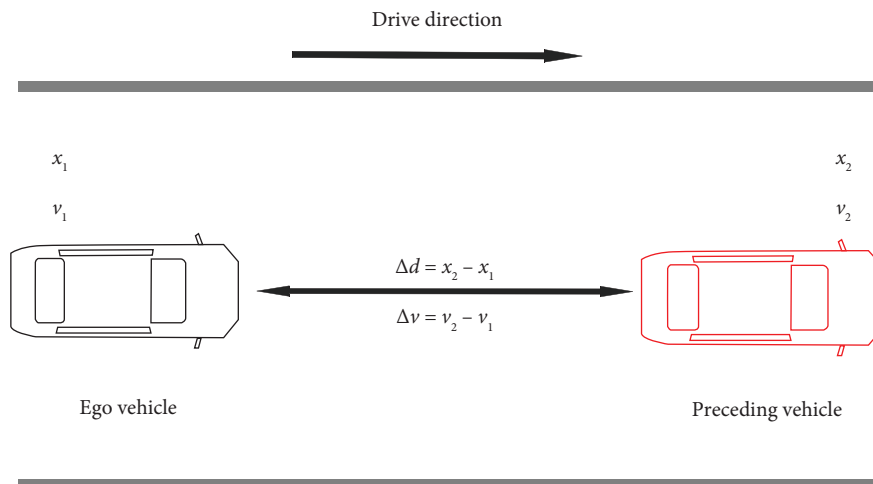 Drive direction
x₁
x₂
v₁
v₂
Δd = x₂ – x₁
Δv = v₂ – v₁
Ego vehicle
Preceding vehicle